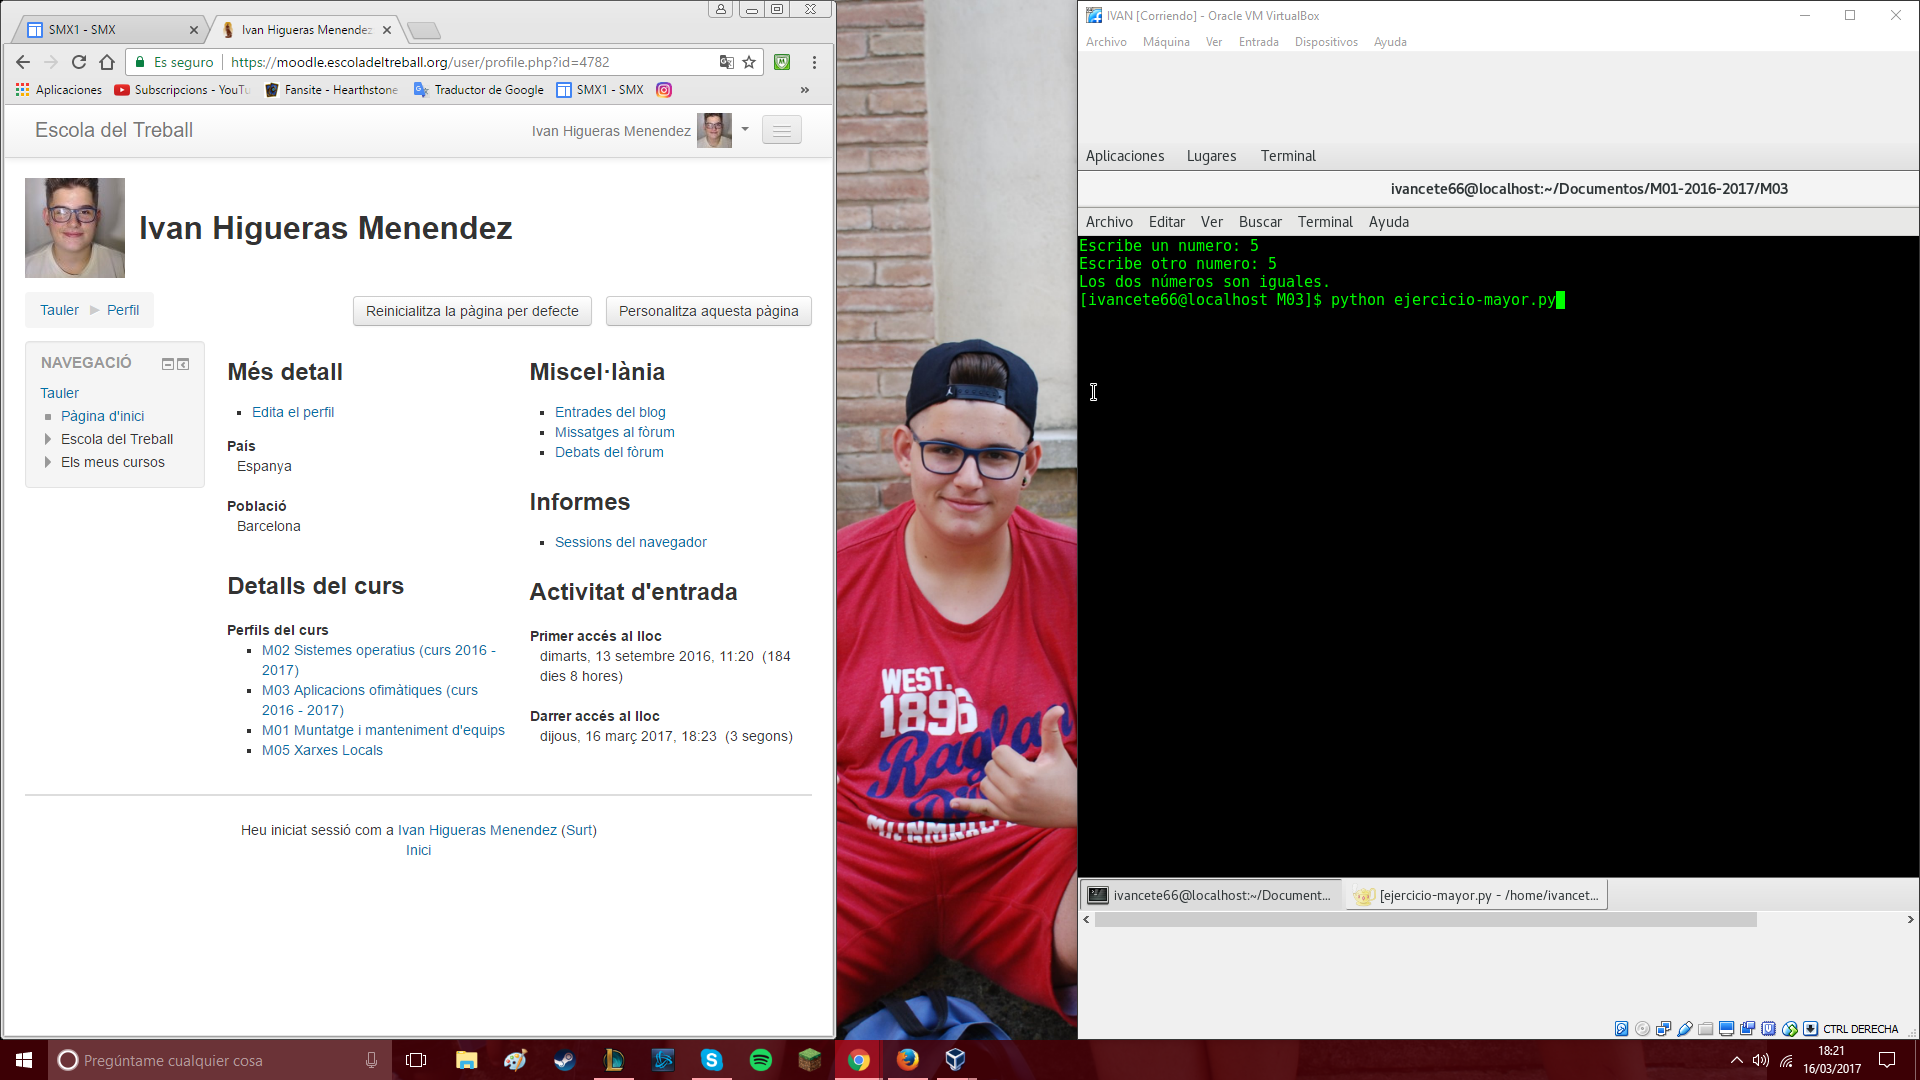 SMX1 - SMX
Ivan Higueras Menendez
Es seguro
https://moodle.escoladeltreball.org/user/profile.php?id=4782
Aplicaciones
Subscripcions - YouTu
Fansite - Hearthstone
Traductor de Google
SMX1 - SMX
»
Escola del Treball
Ivan Higueras Menendez
Ivan Higueras Menendez
Tauler
Perfil
Reinicialitza la pàgina per defecte
Personalitza aquesta pàgina
NAVEGACIÓ
Tauler
Pàgina d'inici
Escola del Treball
Els meus cursos
Més detall
Edita el perfil
País
Espanya
Població
Barcelona
Detalls del curs
Perfils del curs
M02 Sistemes operatius (curs 2016 -
2017)
M03 Aplicacions ofimàtiques (curs
2016 - 2017)
M01 Muntatge i manteniment d'equips
M05 Xarxes Locals
Miscel·lània
Entrades del blog
Missatges al fòrum
Debats del fòrum
Informes
Sessions del navegador
Activitat d'entrada
Primer accés al lloc
dimarts, 13 setembre 2016, 11:20 (184
dies 8 hores)
Darrer accés al lloc
dijous, 16 març 2017, 18:23 (3 segons)
Heu iniciat sessió com a Ivan Higueras Menendez (Surt)
Inici
WEST.
1896
Raglan
IVAN [Corriendo] - Oracle VM VirtualBox
Archivo Máquina Ver Entrada Dispositivos Ayuda
Aplicaciones Lugares Terminal
ivancete66@localhost:~/Documentos/M01-2016-2017/M03
Archivo Editar Ver Buscar Terminal Ayuda
Escribe un numero: 5
Escribe otro numero: 5
Los dos números son iguales.
[ivancete66@localhost M03]$ python ejercicio-mayor.py
ivancete66@localhost:~/Document...
[ejercicio-mayor.py - /home/ivancet...
CTRL DERECHA
Pregúntame cualquier cosa
18:21
16/03/2017